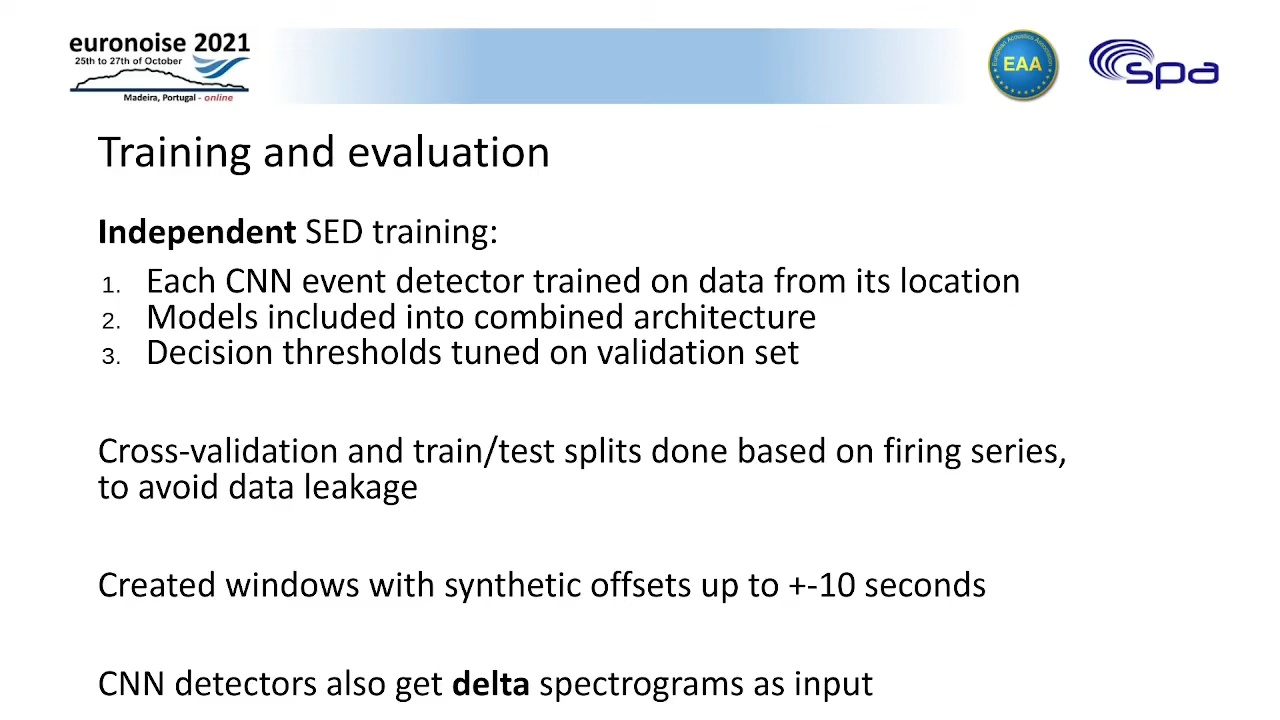 euronoise 2021
25th to 27th of October
Madeira, Portugal - online
European Acoustics Association
EAA
spa
Training and evaluation
Independent SED training:
1. Each CNN event detector trained on data from its location
2. Models included into combined architecture
3. Decision thresholds tuned on validation set
Cross-validation and train/test splits done based on firing series,
to avoid data leakage
Created windows with synthetic offsets up to +-10 seconds
CNN detectors also get delta spectrograms as input